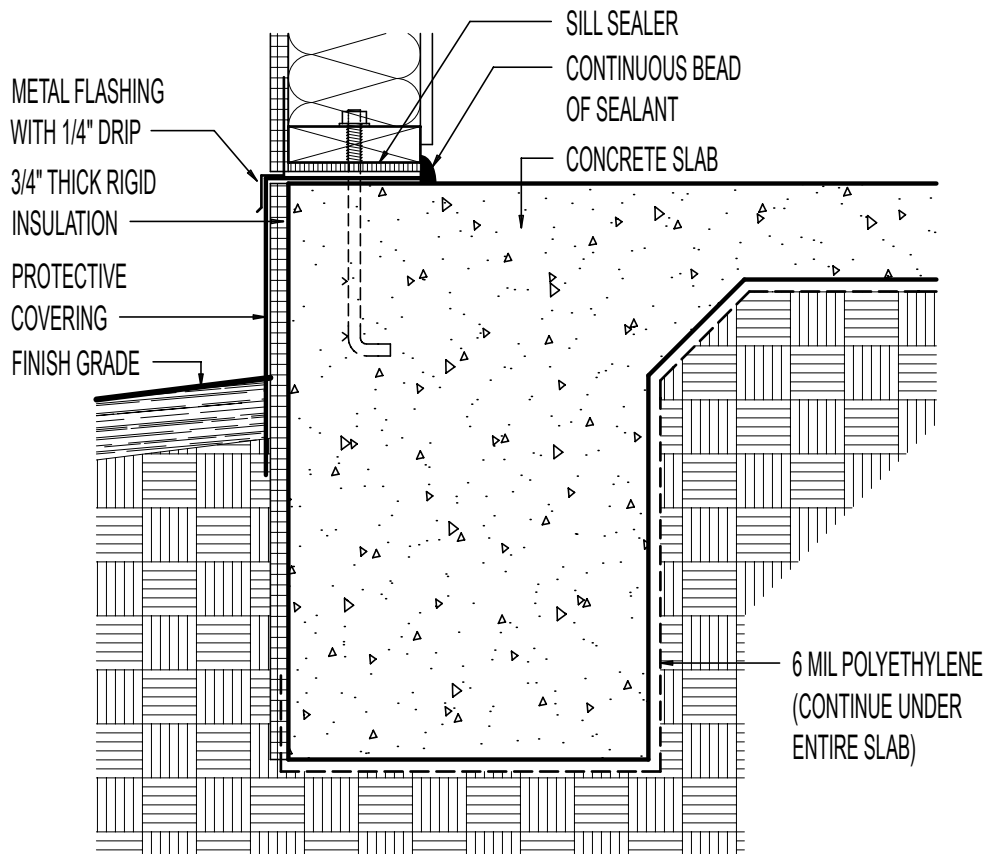 SILL SEALER
CONTINUOUS BEAD
OF SEALANT
CONCRETE SLAB
METAL FLASHING
WITH 1/4" DRIP
3/4" THICK RIGID
INSULATION
PROTECTIVE
COVERING
FINISH GRADE
6 MIL POLYETHYLENE
(CONTINUE UNDER
ENTIRE SLAB)